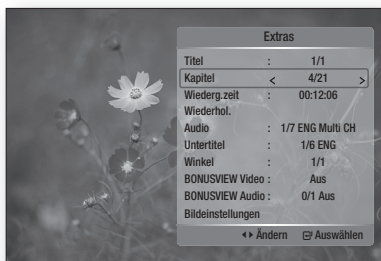 Extras
Titel : 1/1
Kapitel < 4/21 >
Wiederg.zeit : 00:12:06
Wiederhol.
Audio : 1/7 ENG Multi CH
Untertitel : 1/6 ENG
Winkel : 1/1
BONUSVIEW Video : Aus
BONUSVIEW Audio : 0/1 Aus
Bildeinstellungen
Ändern Auswählen